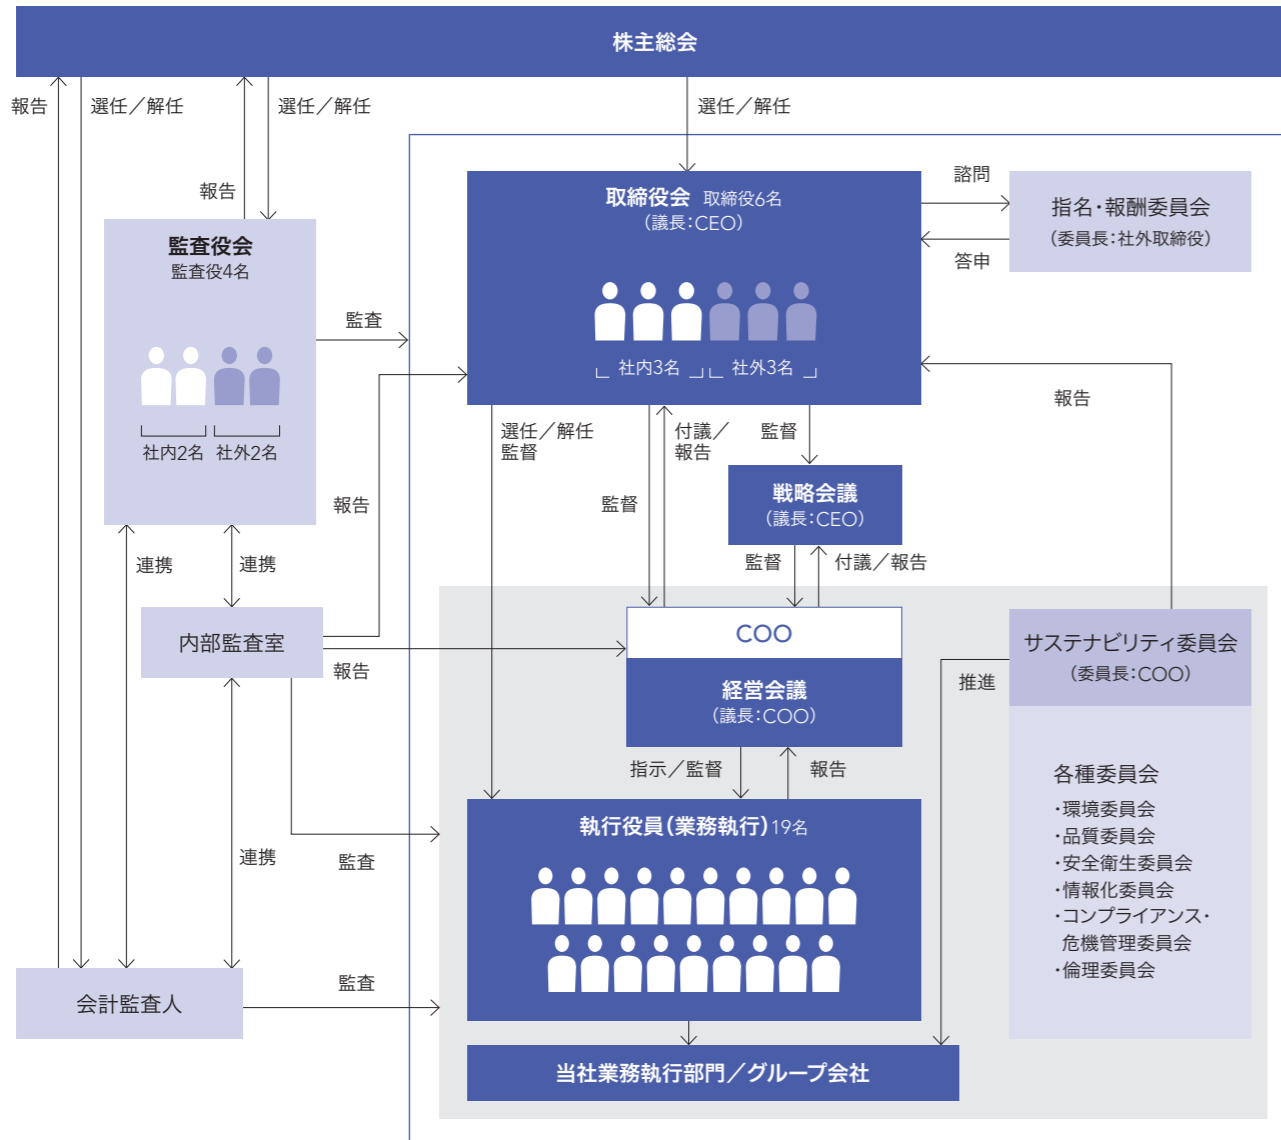 株主総会
報告
選任／解任
選任／解任
選任／解任
報告
取締役会 取締役6名
（議長：CEO）
社内3名
社外3名
諮問
答申
指名・報酬委員会
（委員長：社外取締役）
監査役会
監査役4名
社内2名
社外2名
監査
報告
選任／解任
監督
監督
付議／
報告
監督
報告
戦略会議
（議長：CEO）
監督
付議／報告
連携
連携
内部監査室
報告
COO
経営会議
（議長：COO）
サステナビリティ委員会
（委員長：COO）
推進
指示／監督
報告
各種委員会
・環境委員会
・品質委員会
・安全衛生委員会
・情報化委員会
・コンプライアンス・
危機管理委員会
・倫理委員会
執行役員（業務執行）19名
連携
監査
監査
会計監査人
当社業務執行部門／グループ会社